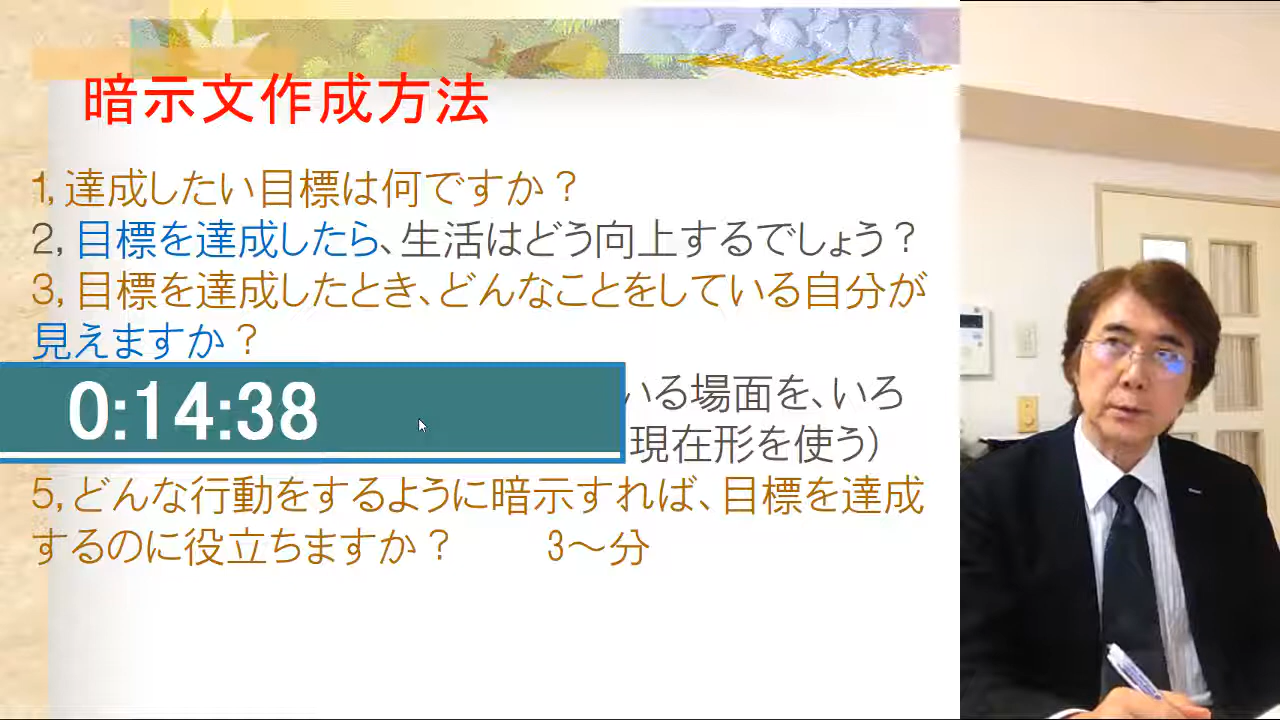 暗示文作成方法
1，達成したい目標は何ですか？
2，目標を達成したら、生活はどう向上するでしょう？
3，目標を達成したとき、どんなことをしている自分が
見えますか？
いる場面を、いろ
0:14:38
現在形を使う）
5，どんな行動をするように暗示すれば、目標を達成
するのに役立ちますか？ 3～分